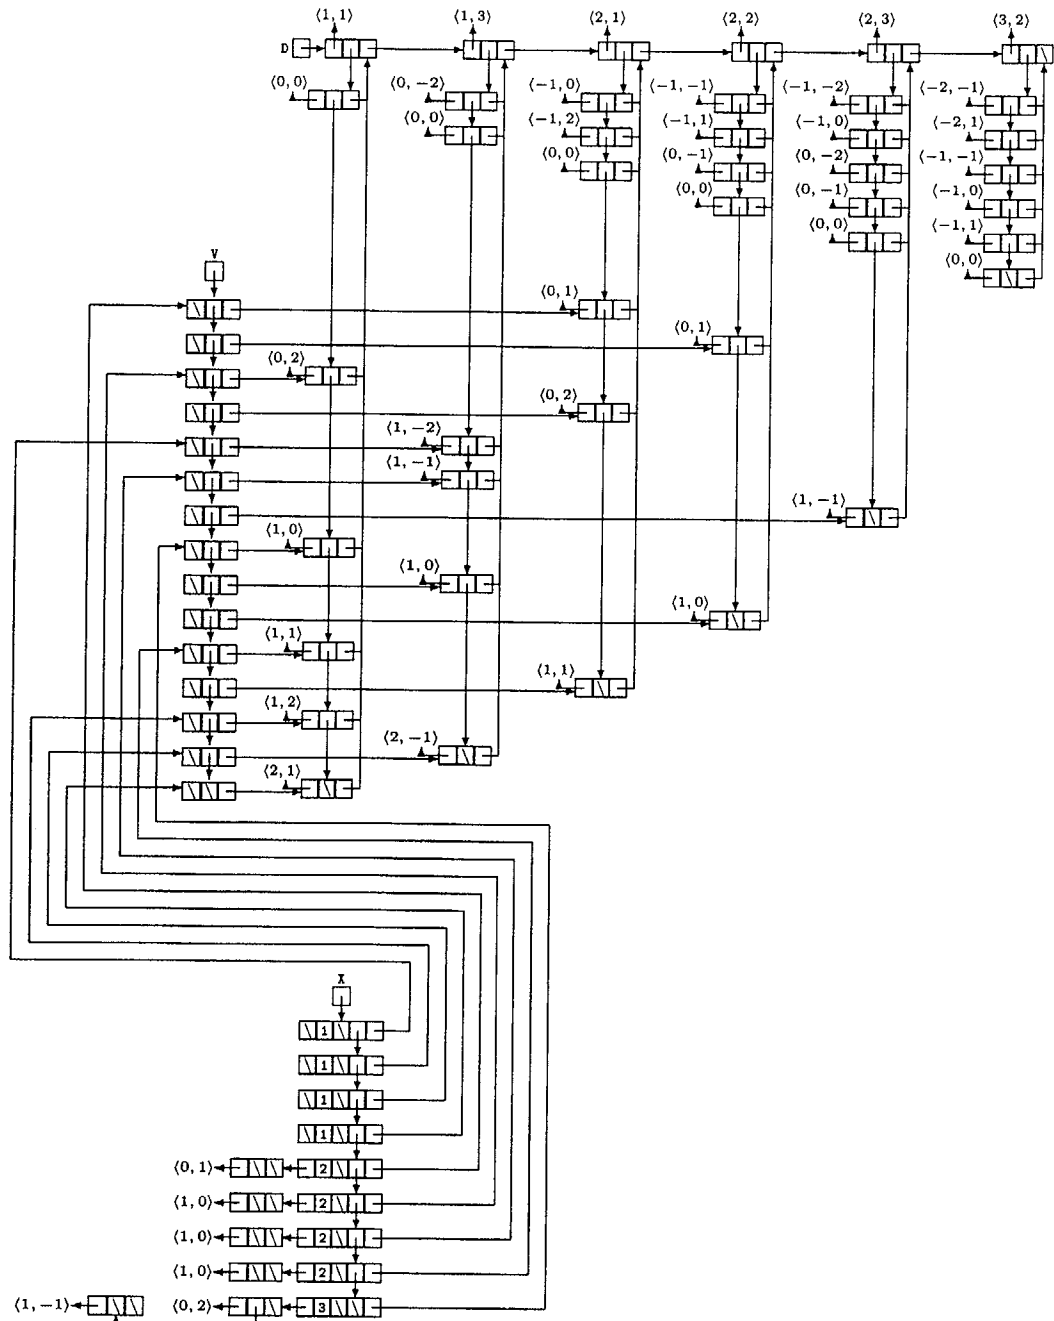 ⟨1, 1⟩ ⟨1, 3⟩ ⟨2, 1⟩ ⟨2, 2⟩ ⟨2, 3⟩ ⟨3, 2⟩
D
⟨0, 0⟩ ⟨0, −2⟩ ⟨−1, 0⟩ ⟨−1, −1⟩ ⟨−1, −2⟩ ⟨−2, −1⟩
⟨0, 0⟩ ⟨−1, 2⟩ ⟨−1, 1⟩ ⟨−1, 0⟩ ⟨−2, 1⟩
⟨0, 0⟩ ⟨0, −1⟩ ⟨0, −2⟩ ⟨−1, −1⟩
⟨0, 0⟩ ⟨0, −1⟩ ⟨−1, 0⟩
⟨0, 0⟩ ⟨−1, 1⟩
V ⟨0, 0⟩
⟨0, 1⟩
⟨0, 1⟩
⟨0, 2⟩
⟨0, 2⟩
⟨1, −2⟩
⟨1, −1⟩
⟨1, −1⟩
⟨1, 0⟩
⟨1, 0⟩
⟨1, 0⟩
⟨1, 1⟩
⟨1, 1⟩
⟨1, 2⟩
⟨2, −1⟩
⟨2, 1⟩
X
1
1
1
1
⟨0, 1⟩ 2
⟨1, 0⟩ 2
⟨1, 0⟩ 2
⟨1, 0⟩ 2
⟨1, −1⟩ ⟨0, 2⟩ 3